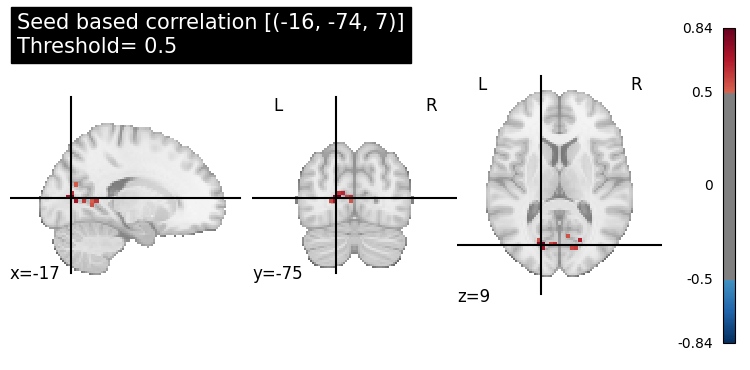 Seed based correlation [(-16, -74, 7)]
Threshold= 0.5
L
R
x=-17
L
R
y=-75
L
R
z=9
0.84
0.5
0
-0.5
-0.84